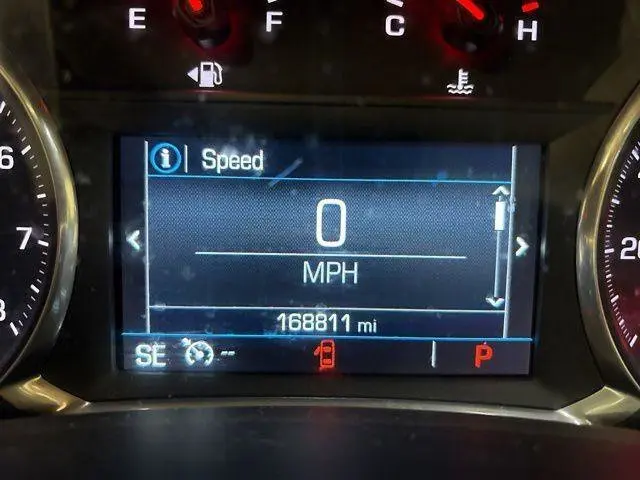 E F C H
i Speed
0
MPH
168811 mi
SE -- P
6
7
8
20